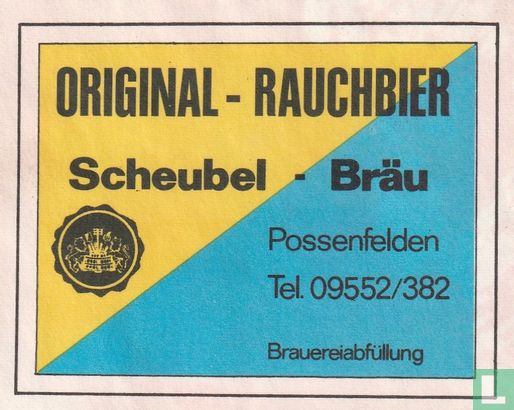 ORIGINAL - RAUCHBIER
Scheubel - Bräu
Possenfelden
Tel. 09552/382
Brauereiabfüllung
L